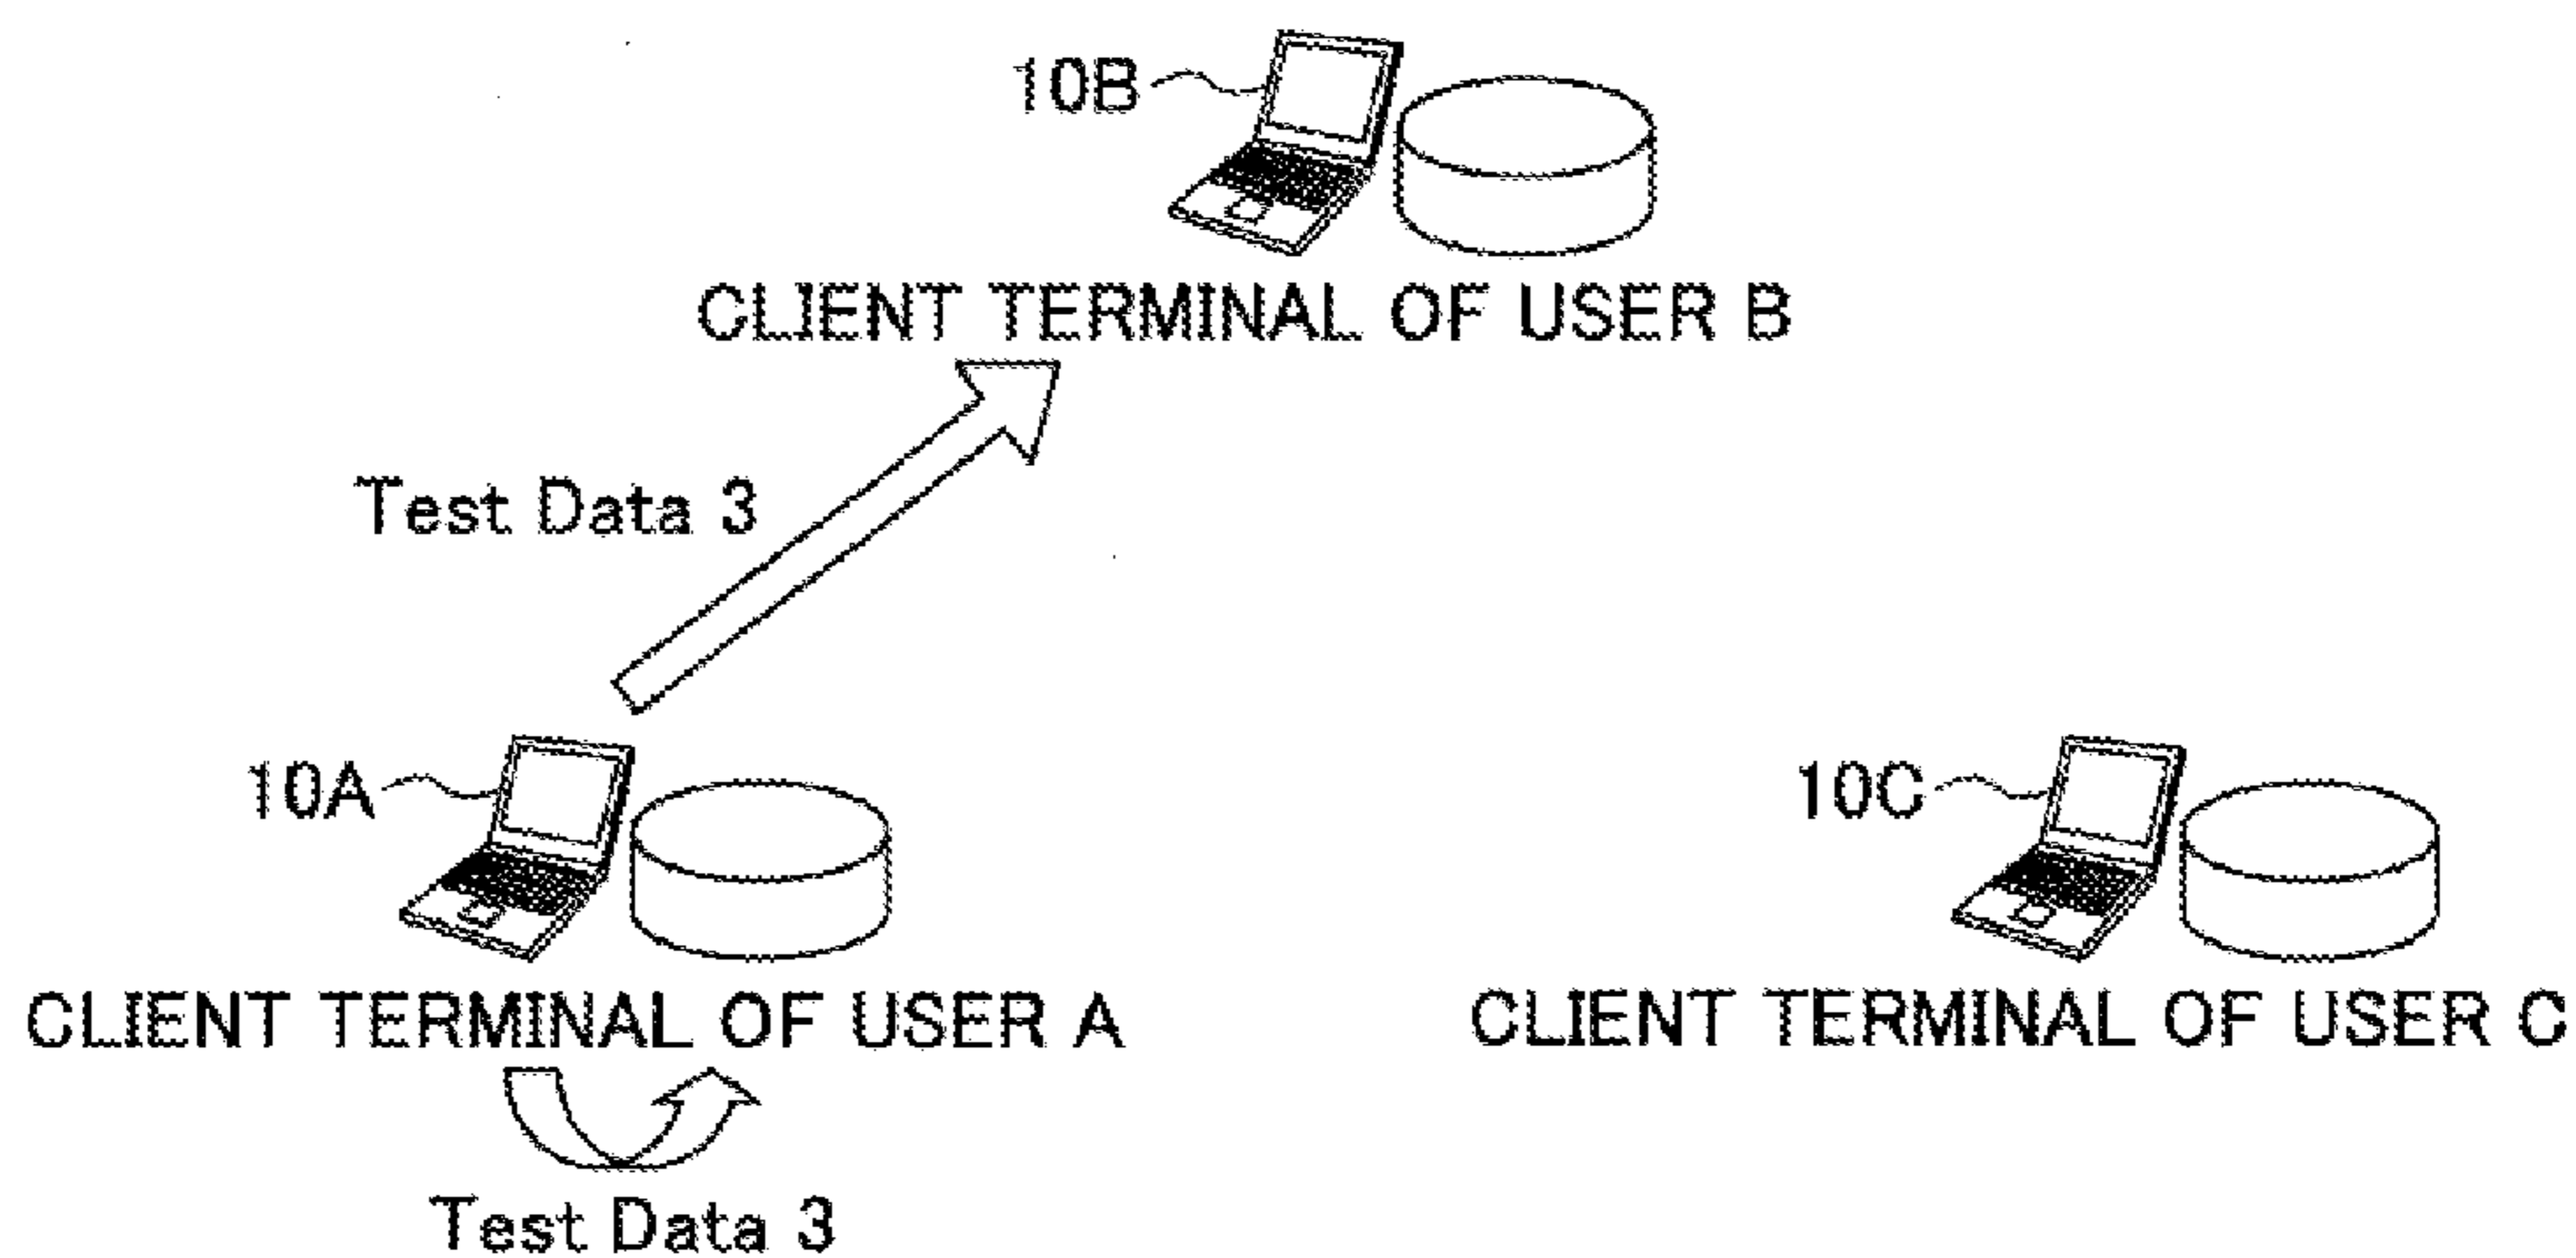 10B
CLIENT TERMINAL OF USER B
Test Data 3
10A
10C
CLIENT TERMINAL OF USER A
CLIENT TERMINAL OF USER C
Test Data 3